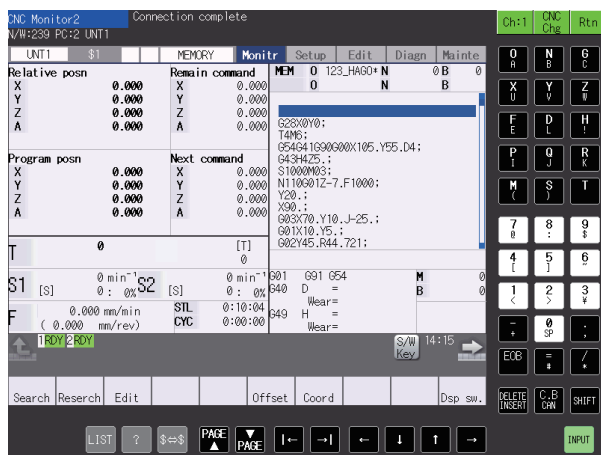 CNC Monitor2 Connection complete Ch:1 CNC Chg Rtn
N/W:239 PC:2 UNT1
UNT1 $1 MEMORY Monitr Setup Edit Diagn Mainte
Relative posn Remain command MEM O 123_HAGO* N 0 B 0
O N B
X 0.000 X 0.000
Y 0.000 Y 0.000
Z 0.000 Z 0.000
A 0.000 A 0.000
Program posn Next command
X 0.000 X 0.000
Y 0.000 Y 0.000
Z 0.000 Z 0.000
A 0.000 A 0.000
G28X0Y0;
T4M6;
G54G41G90G00X105.Y55.D4;
G43H4Z5.;
S1000M03;
N110G01Z-7.F1000;
Y20.;
X90.;
G03X70.Y10.J-25.;
G01X10.Y5.;
G02Y45.R44.721;
T 0 [T] 0
S1 [S] 0 min⁻¹ 0 : 0% S2 [S] 0 min⁻¹ 0 : 0%
F 0.000 mm/min
( 0.000 mm/rev)
STL 0:10:04
CYC 0:00:00
G01 G91 G54 M 0
G40 D = B 0
Wear=
G49 H =
Wear=
1 RDY 2 RDY S/W Key 14:15
Search Reserch Edit Offset Coord Dsp sw.
LIST ? $⇔$ PAGE ▲ ▼ PAGE |← →| ← ↓ ↑ → INPUT
O A N B G C
X U Y V Z W
F E D L H !
P I Q J R K
M ( S ) T
7 @ 8 : 9 $
4 [ 5 ] 6 "
1 < 2 > 3 ¥
- + 0 SP . ,
EOB = # / *
DELETE INSERT C.B CAN SHIFT